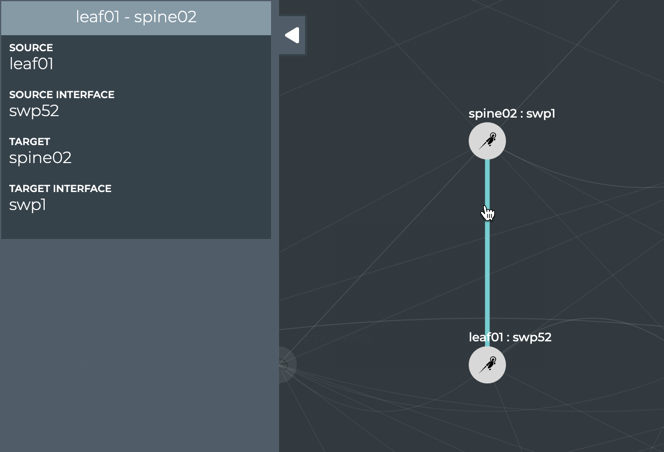 leaf01 - spine02
SOURCE
leaf01
SOURCE INTERFACE
swp52
TARGET
spine02
TARGET INTERFACE
swp1
spine02 : swp1
leaf01 : swp52